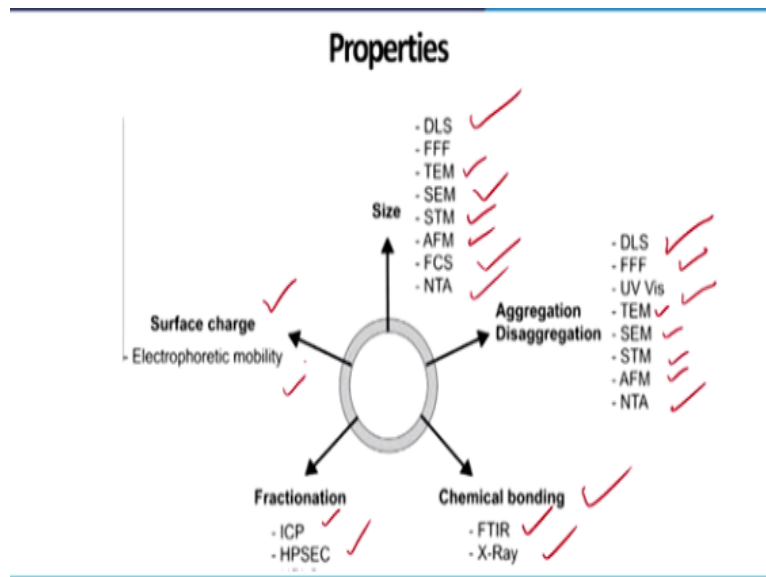 Properties
- DLS
- FFF
- TEM
- SEM
- STM
- AFM
- FCS
- NTA
Size
- DLS
- FFF
- UV Vis
- TEM
- SEM
- STM
- AFM
- NTA
Aggregation
Disaggregation
Surface charge
- Electrophoretic mobility
Fractionation
- ICP
- HPSEC
Chemical bonding
- FTIR
- X-Ray